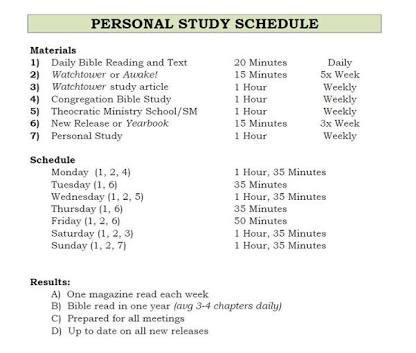 PERSONAL STUDY SCHEDULE
Materials
1) Daily Bible Reading and Text 20 Minutes Daily
2) Watchtower or Awake! 15 Minutes 5x Week
3) Watchtower study article 1 Hour Weekly
4) Congregation Bible Study 1 Hour Weekly
5) Theocratic Ministry School/SM 1 Hour Weekly
6) New Release or Yearbook 15 Minutes 3x Week
7) Personal Study 1 Hour Weekly
Schedule
Monday (1, 2, 4) 1 Hour, 35 Minutes
Tuesday (1, 6) 35 Minutes
Wednesday (1, 2, 5) 1 Hour, 35 Minutes
Thursday (1, 6) 35 Minutes
Friday (1, 2, 6) 50 Minutes
Saturday (1, 2, 3) 1 Hour, 35 Minutes
Sunday (1, 2, 7) 1 Hour, 35 Minutes
Results:
A) One magazine read each week
B) Bible read in one year (avg 3-4 chapters daily)
C) Prepared for all meetings
D) Up to date on all new releases